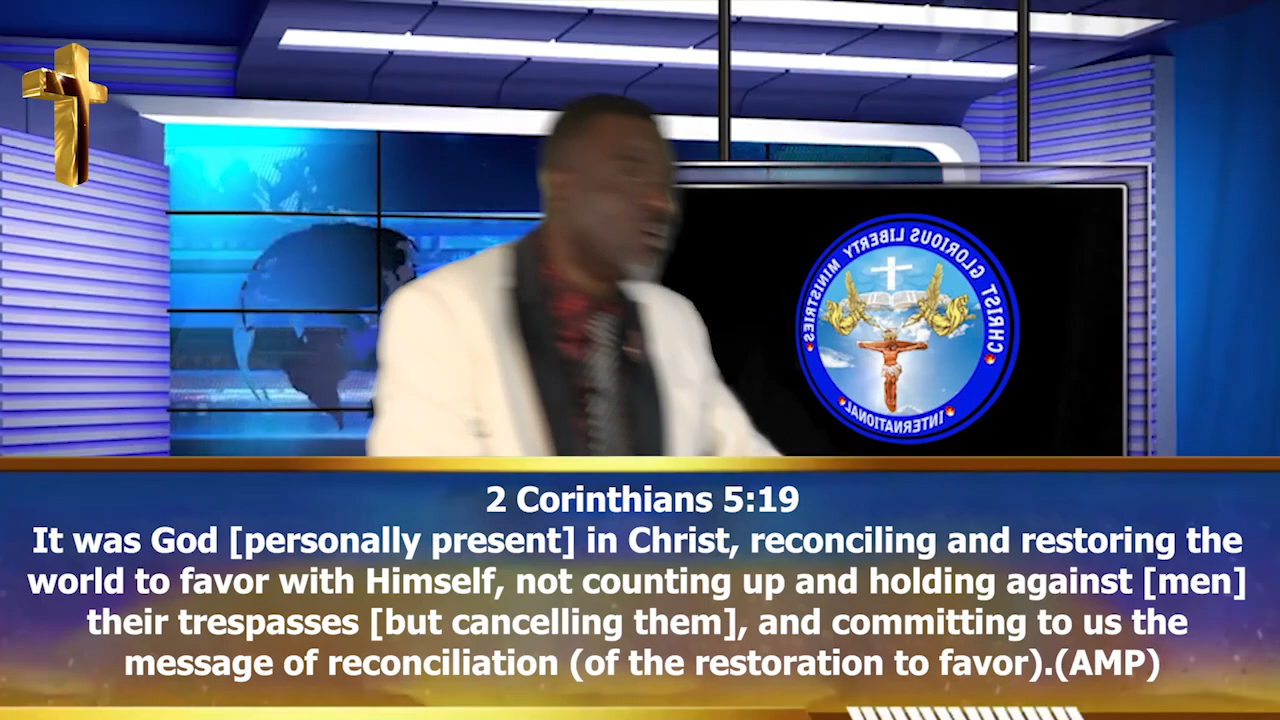 CHRIST GLORIOUS LIBERTY MINISTRIES
INTERNATIONAL
2 Corinthians 5:19
It was God [personally present] in Christ, reconciling and restoring the
world to favor with Himself, not counting up and holding against [men]
their trespasses [but cancelling them], and committing to us the
message of reconciliation (of the restoration to favor).(AMP)